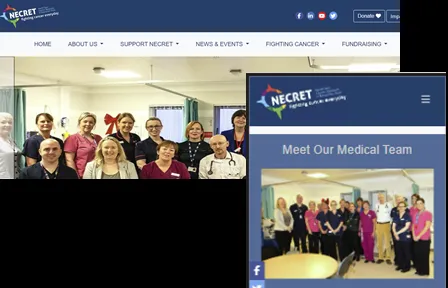 NECRET
fighting cancer everyday
Donate
HOME ABOUT US SUPPORT NECRET NEWS & EVENTS FIGHTING CANCER FUNDRAISING
NECRET
fighting cancer everyday
Meet Our Medical Team